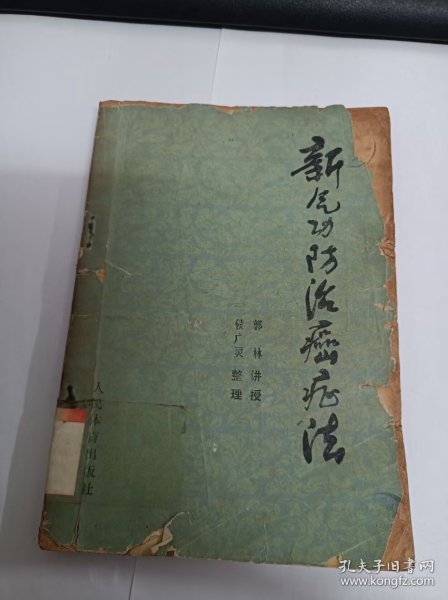 新气功防治癌症法
郭林 讲授
侯广灵 整理
人民体育出版社
孔夫子旧书网
www.kongfz.com